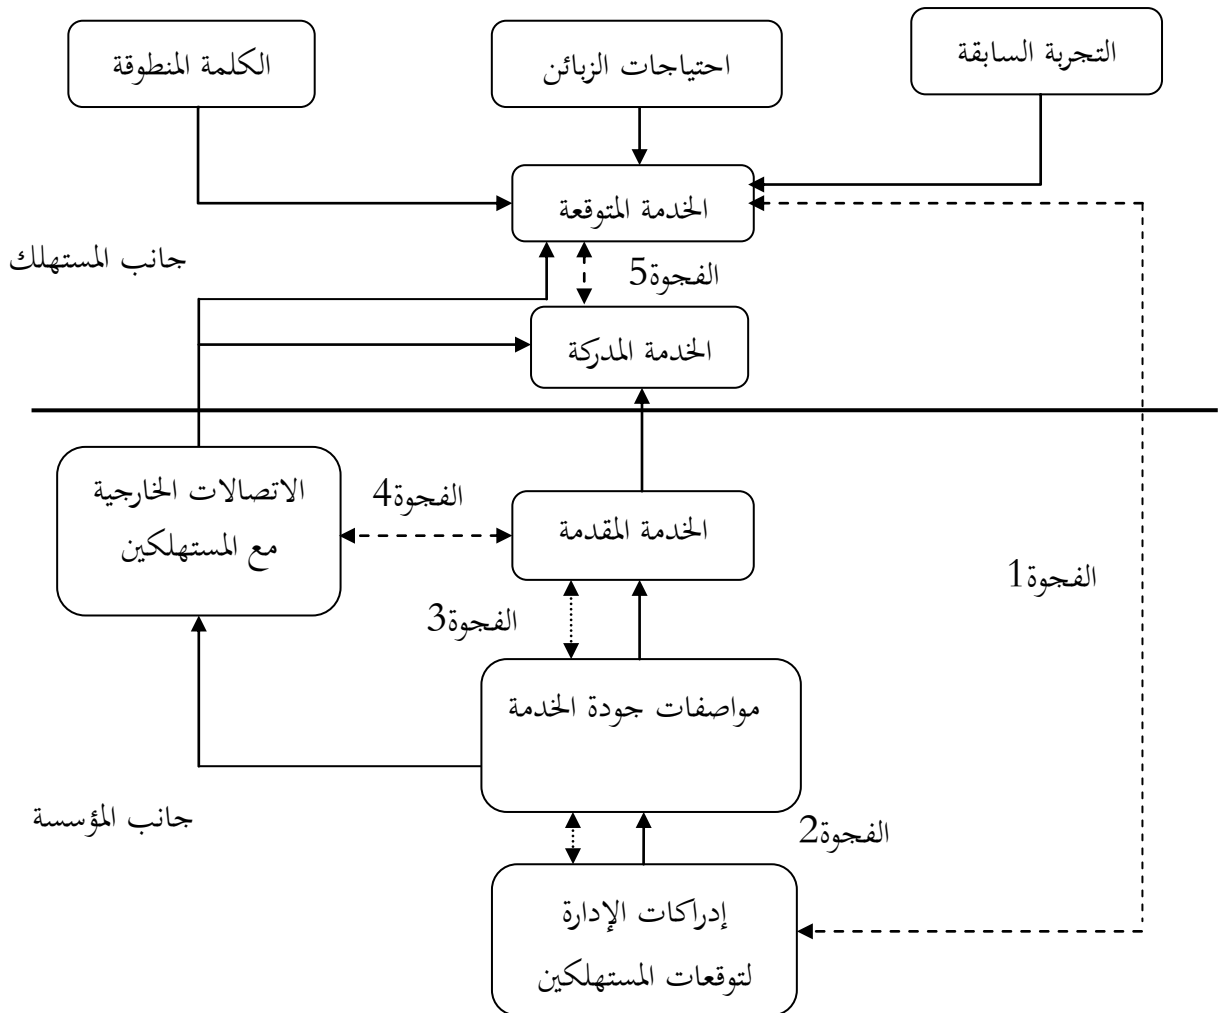 التجربة السابقة
احتياجات الزبائن
الكلمة المنطوقة
الخدمة المتوقعة
جانب المستهلك
الفجوة5
الخدمة المدركة
الاتصالات الخارجية
مع المستهلكين
الفجوة4
الخدمة المقدمة
الفجوة1
الفجوة3
مواصفات جودة الخدمة
جانب المؤسسة
الفجوة2
إدراكات الإدارة
لتوقعات المستهلكين